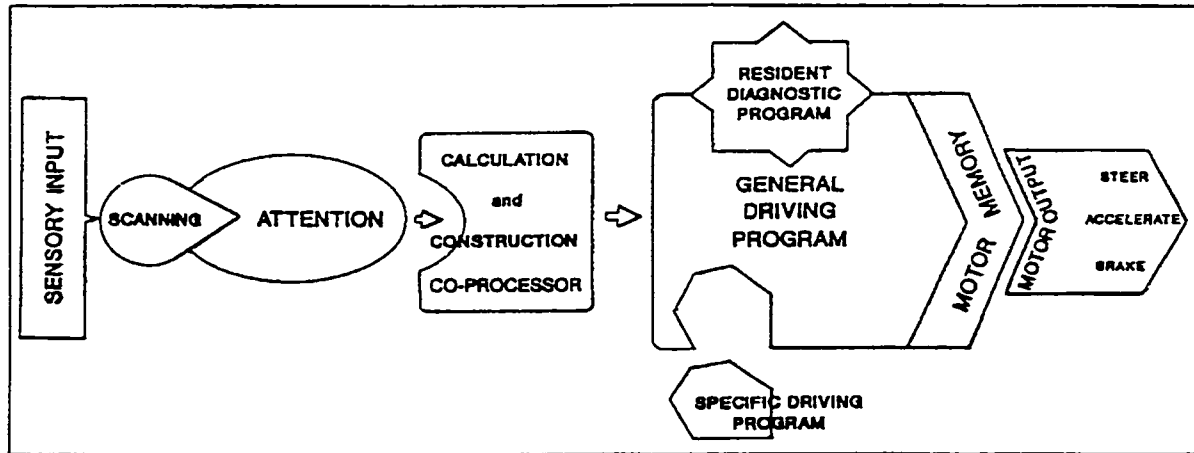 SENSORY INPUT
SCANNING
ATTENTION
CALCULATION
and
CONSTRUCTION
CO-PROCESSOR
RESIDENT
DIAGNOSTIC
PROGRAM
GENERAL
DRIVING
PROGRAM
SPECIFIC DRIVING
PROGRAM
MOTOR MEMORY
MOTOR OUTPUT
STEER
ACCELERATE
BRAKE